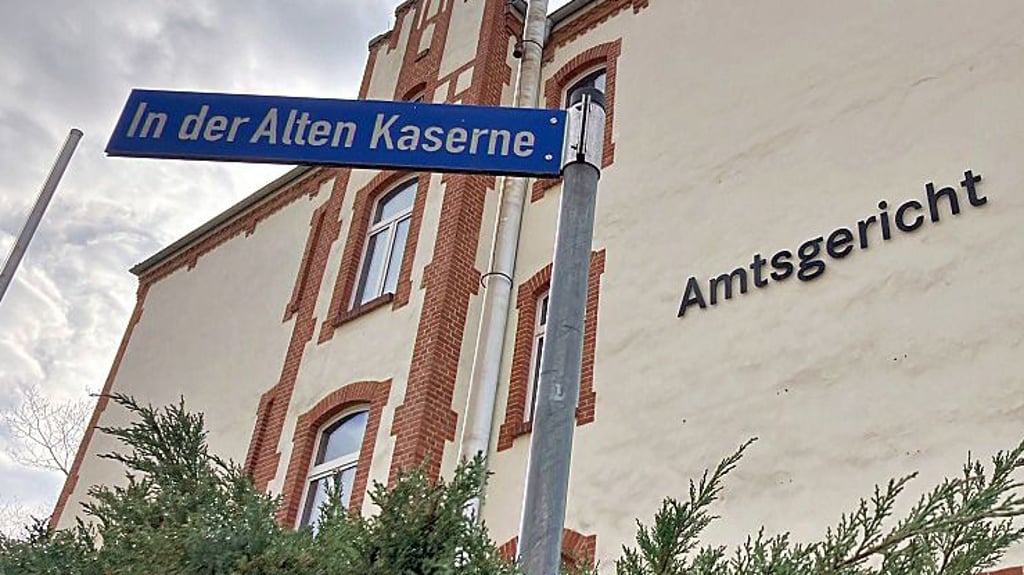 In der Alten Kaserne
Amtsgericht